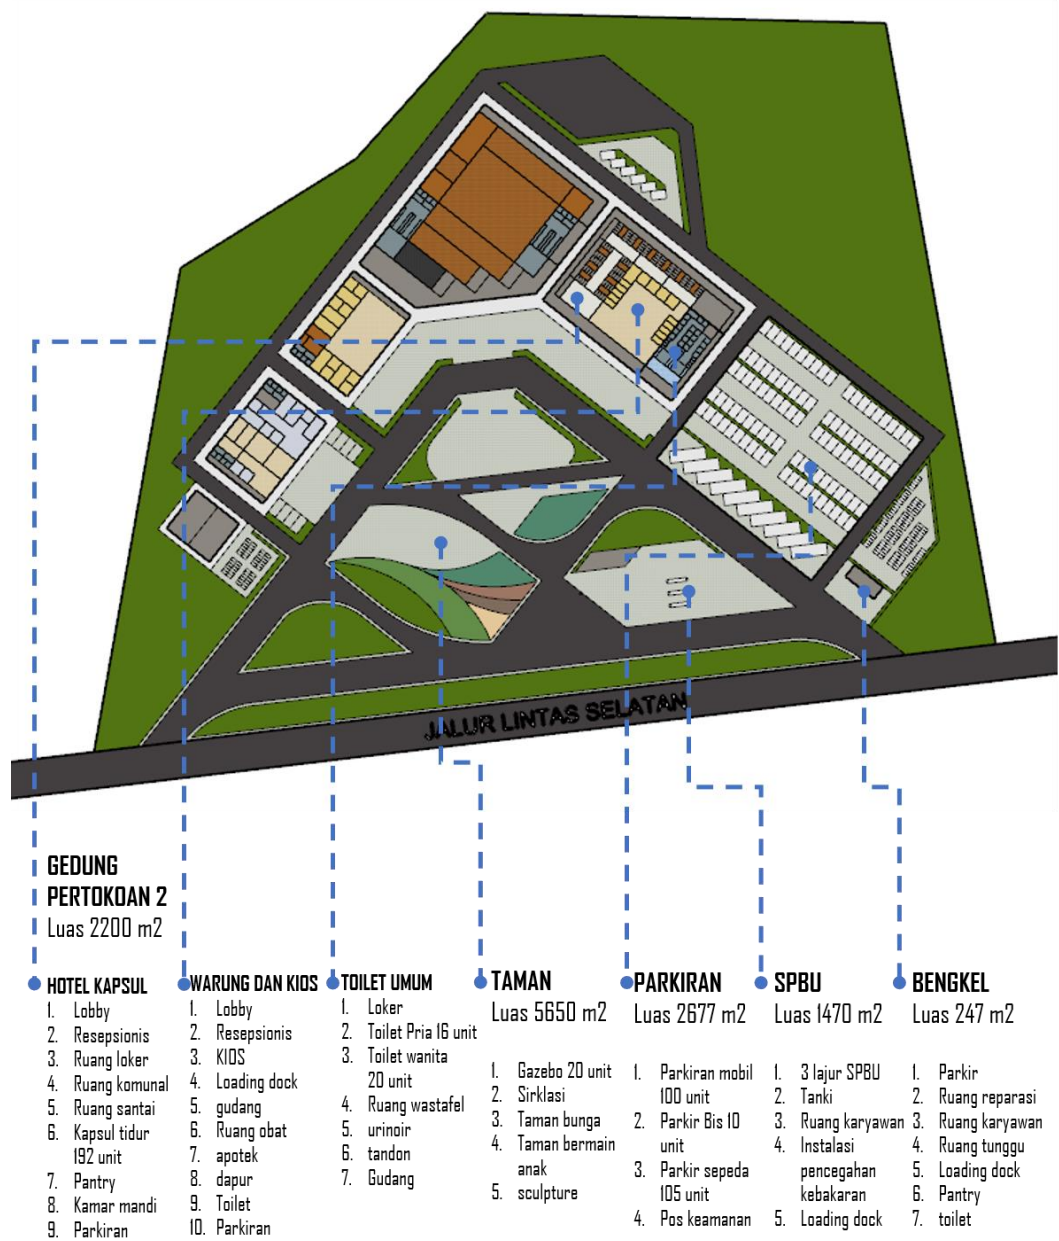 JALUR LINTAS SELATAN
GEDUNG
PERTOKOAN 2
Luas 2200 m2
HOTEL KAPSUL
1. Lobby
2. Resepsionis
3. Ruang loker
4. Ruang komunal
5. Ruang santai
6. Kapsul tidur
192 unit
7. Pantry
8. Kamar mandi
9. Parkiran
WARUNG DAN KIOS
1. Lobby
2. Resepsionis
3. KIOS
4. Loading dock
5. gudang
6. Ruang obat
7. apotek
8. dapur
9. Toilet
10. Parkiran
TOILET UMUM
1. Loker
2. Toilet Pria 16 unit
3. Toilet wanita
20 unit
4. Ruang wastafel
5. urinoir
6. tandon
7. Gudang
TAMAN
Luas 5650 m2
1. Gazebo 20 unit
2. Sirklasi
3. Taman bunga
4. Taman bermain
anak
5. sculpture
PARKIRAN
Luas 2677 m2
1. Parkiran mobil
100 unit
2. Parkir Bis 10
unit
3. Parkir sepeda
105 unit
4. Pos keamanan
SPBU
Luas 1470 m2
1. 3 lajur SPBU
2. Tanki
3. Ruang karyawan
4. Instalasi
pencegahan
kebakaran
5. Loading dock
BENGKEL
Luas 247 m2
1. Parkir
2. Ruang reparasi
3. Ruang karyawan
4. Ruang tunggu
5. Loading dock
6. Pantry
7. toilet